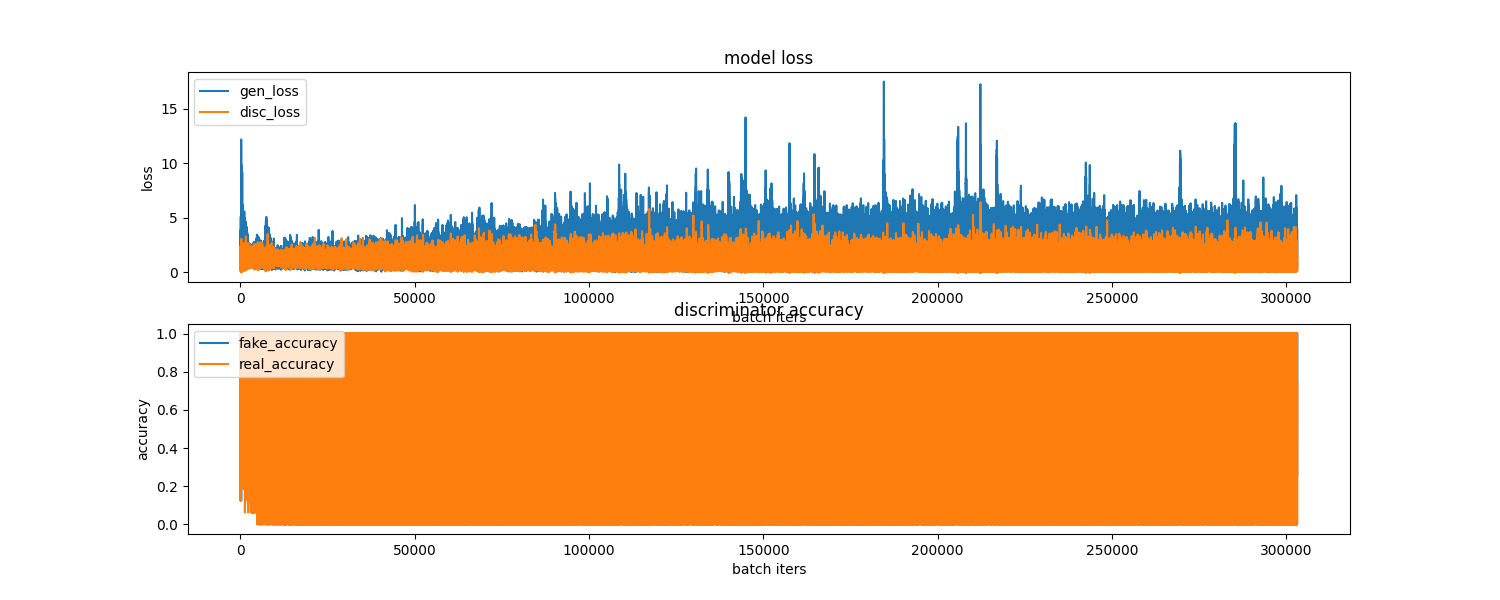 model loss
gen_loss
disc_loss
loss
15
10
5
0
0 50000 100000 150000 200000 250000 300000
batch iters
discriminator accuracy
fake_accuracy
real_accuracy
accuracy
1.0
0.8
0.6
0.4
0.2
0.0
0 50000 100000 150000 200000 250000 300000
batch iters